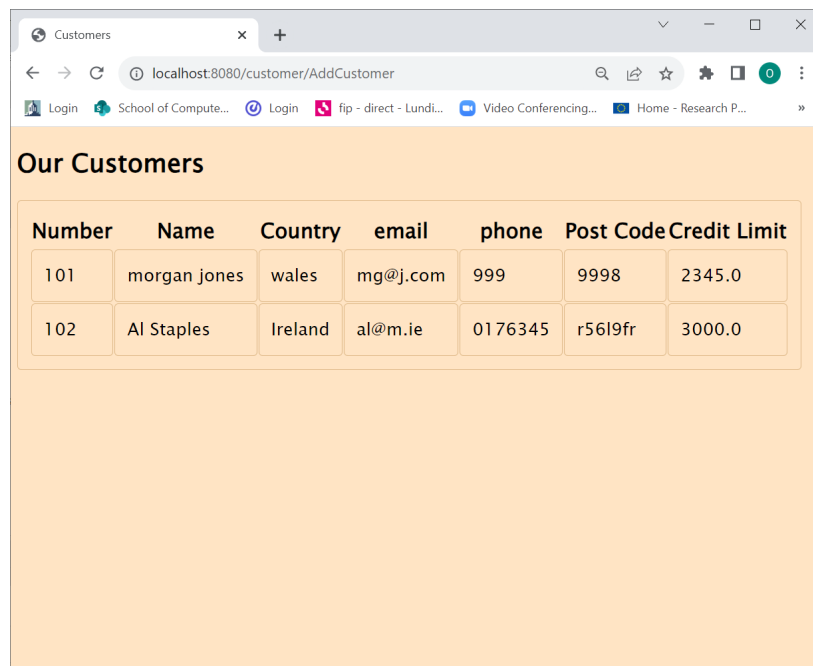 Customers
localhost:8080/customer/AddCustomer
O
Login School of Compute... Login fip - direct - Lundi... Video Conferencing... Home - Research P... »
Our Customers
Number Name Country email phone Post Code Credit Limit
101 morgan jones wales mg@j.com 999 9998 2345.0
102 Al Staples Ireland al@m.ie 0176345 r56l9fr 3000.0